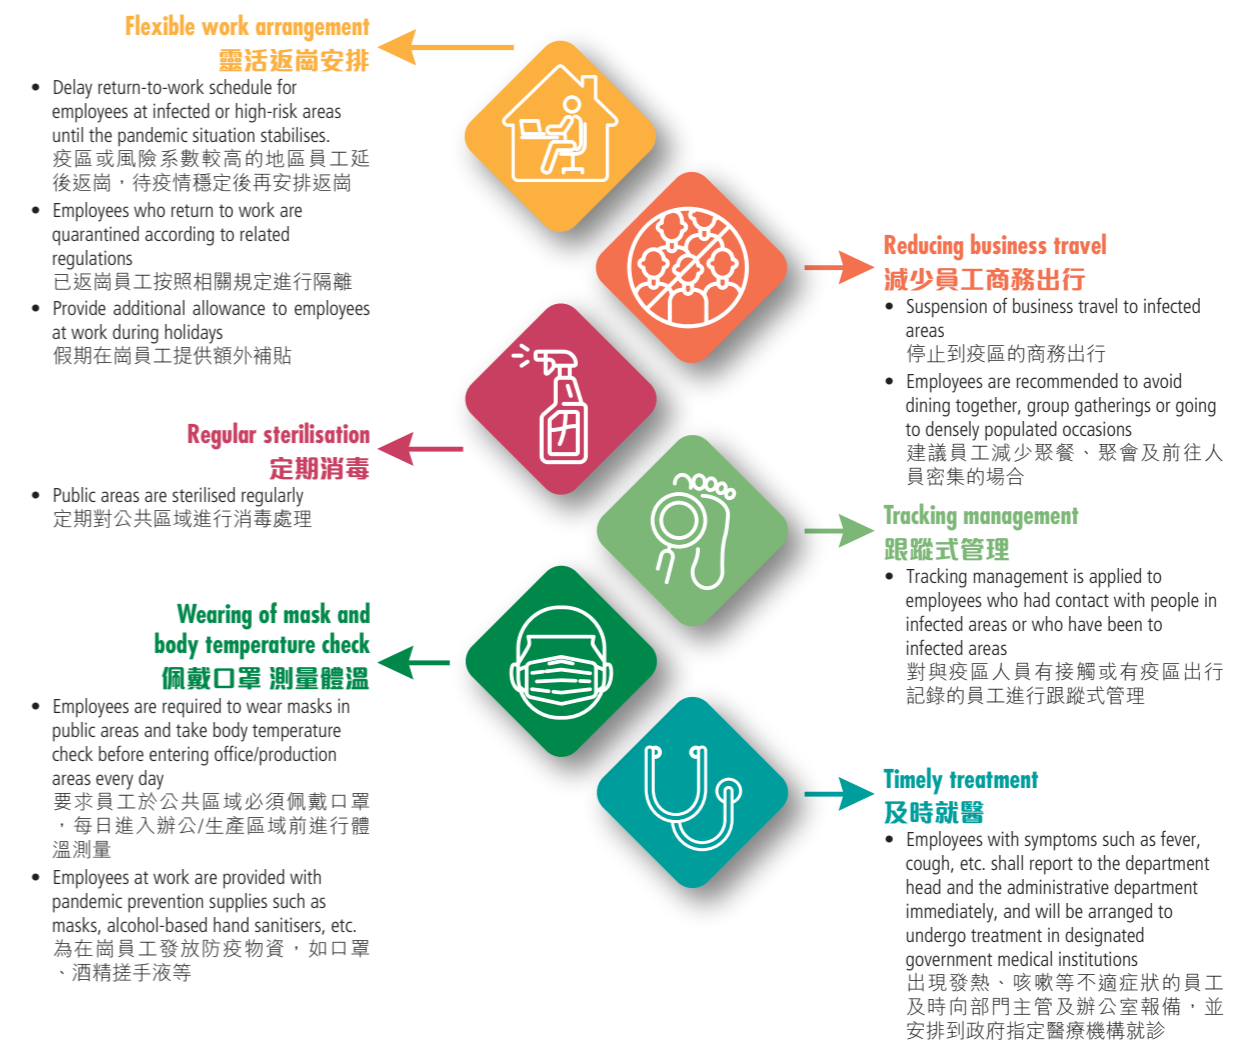 Flexible work arrangement
靈活返崗安排
• Delay return-to-work schedule for
employees at infected or high-risk areas
until the pandemic situation stabilises.
疫區或風險系數較高的地區員工延
後返崗，待疫情穩定後再安排返崗
• Employees who return to work are
quarantined according to related
regulations
已返崗員工按照相關規定進行隔離
• Provide additional allowance to employees
at work during holidays
假期在崗員工提供額外補貼
Reducing business travel
減少員工商務出行
• Suspension of business travel to infected
areas
停止到疫區的商務出行
• Employees are recommended to avoid
dining together, group gatherings or going
to densely populated occasions
建議員工減少聚餐、聚會及前往人
員密集的場合
Regular sterilisation
定期消毒
• Public areas are sterilised regularly
定期對公共區域進行消毒處理
Tracking management
跟蹤式管理
• Tracking management is applied to
employees who had contact with people in
infected areas or who have been to
infected areas
對與疫區人員有接觸或有疫區出行
記錄的員工進行跟蹤式管理
Wearing of mask and
body temperature check
佩戴口罩 測量體溫
• Employees are required to wear masks in
public areas and take body temperature
check before entering office/production
areas every day
要求員工於公共區域必須佩戴口罩
，每日進入辦公/生產區域前進行體
溫測量
• Employees at work are provided with
pandemic prevention supplies such as
masks, alcohol-based hand sanitisers, etc.
為在崗員工發放防疫物資，如口罩
、酒精搓手液等
Timely treatment
及時就醫
• Employees with symptoms such as fever,
cough, etc. shall report to the department
head and the administrative department
immediately, and will be arranged to
undergo treatment in designated
government medical institutions
出現發熱、咳嗽等不適症狀的員工
及時向部門主管及辦公室報備，並
安排到政府指定醫療機構就診